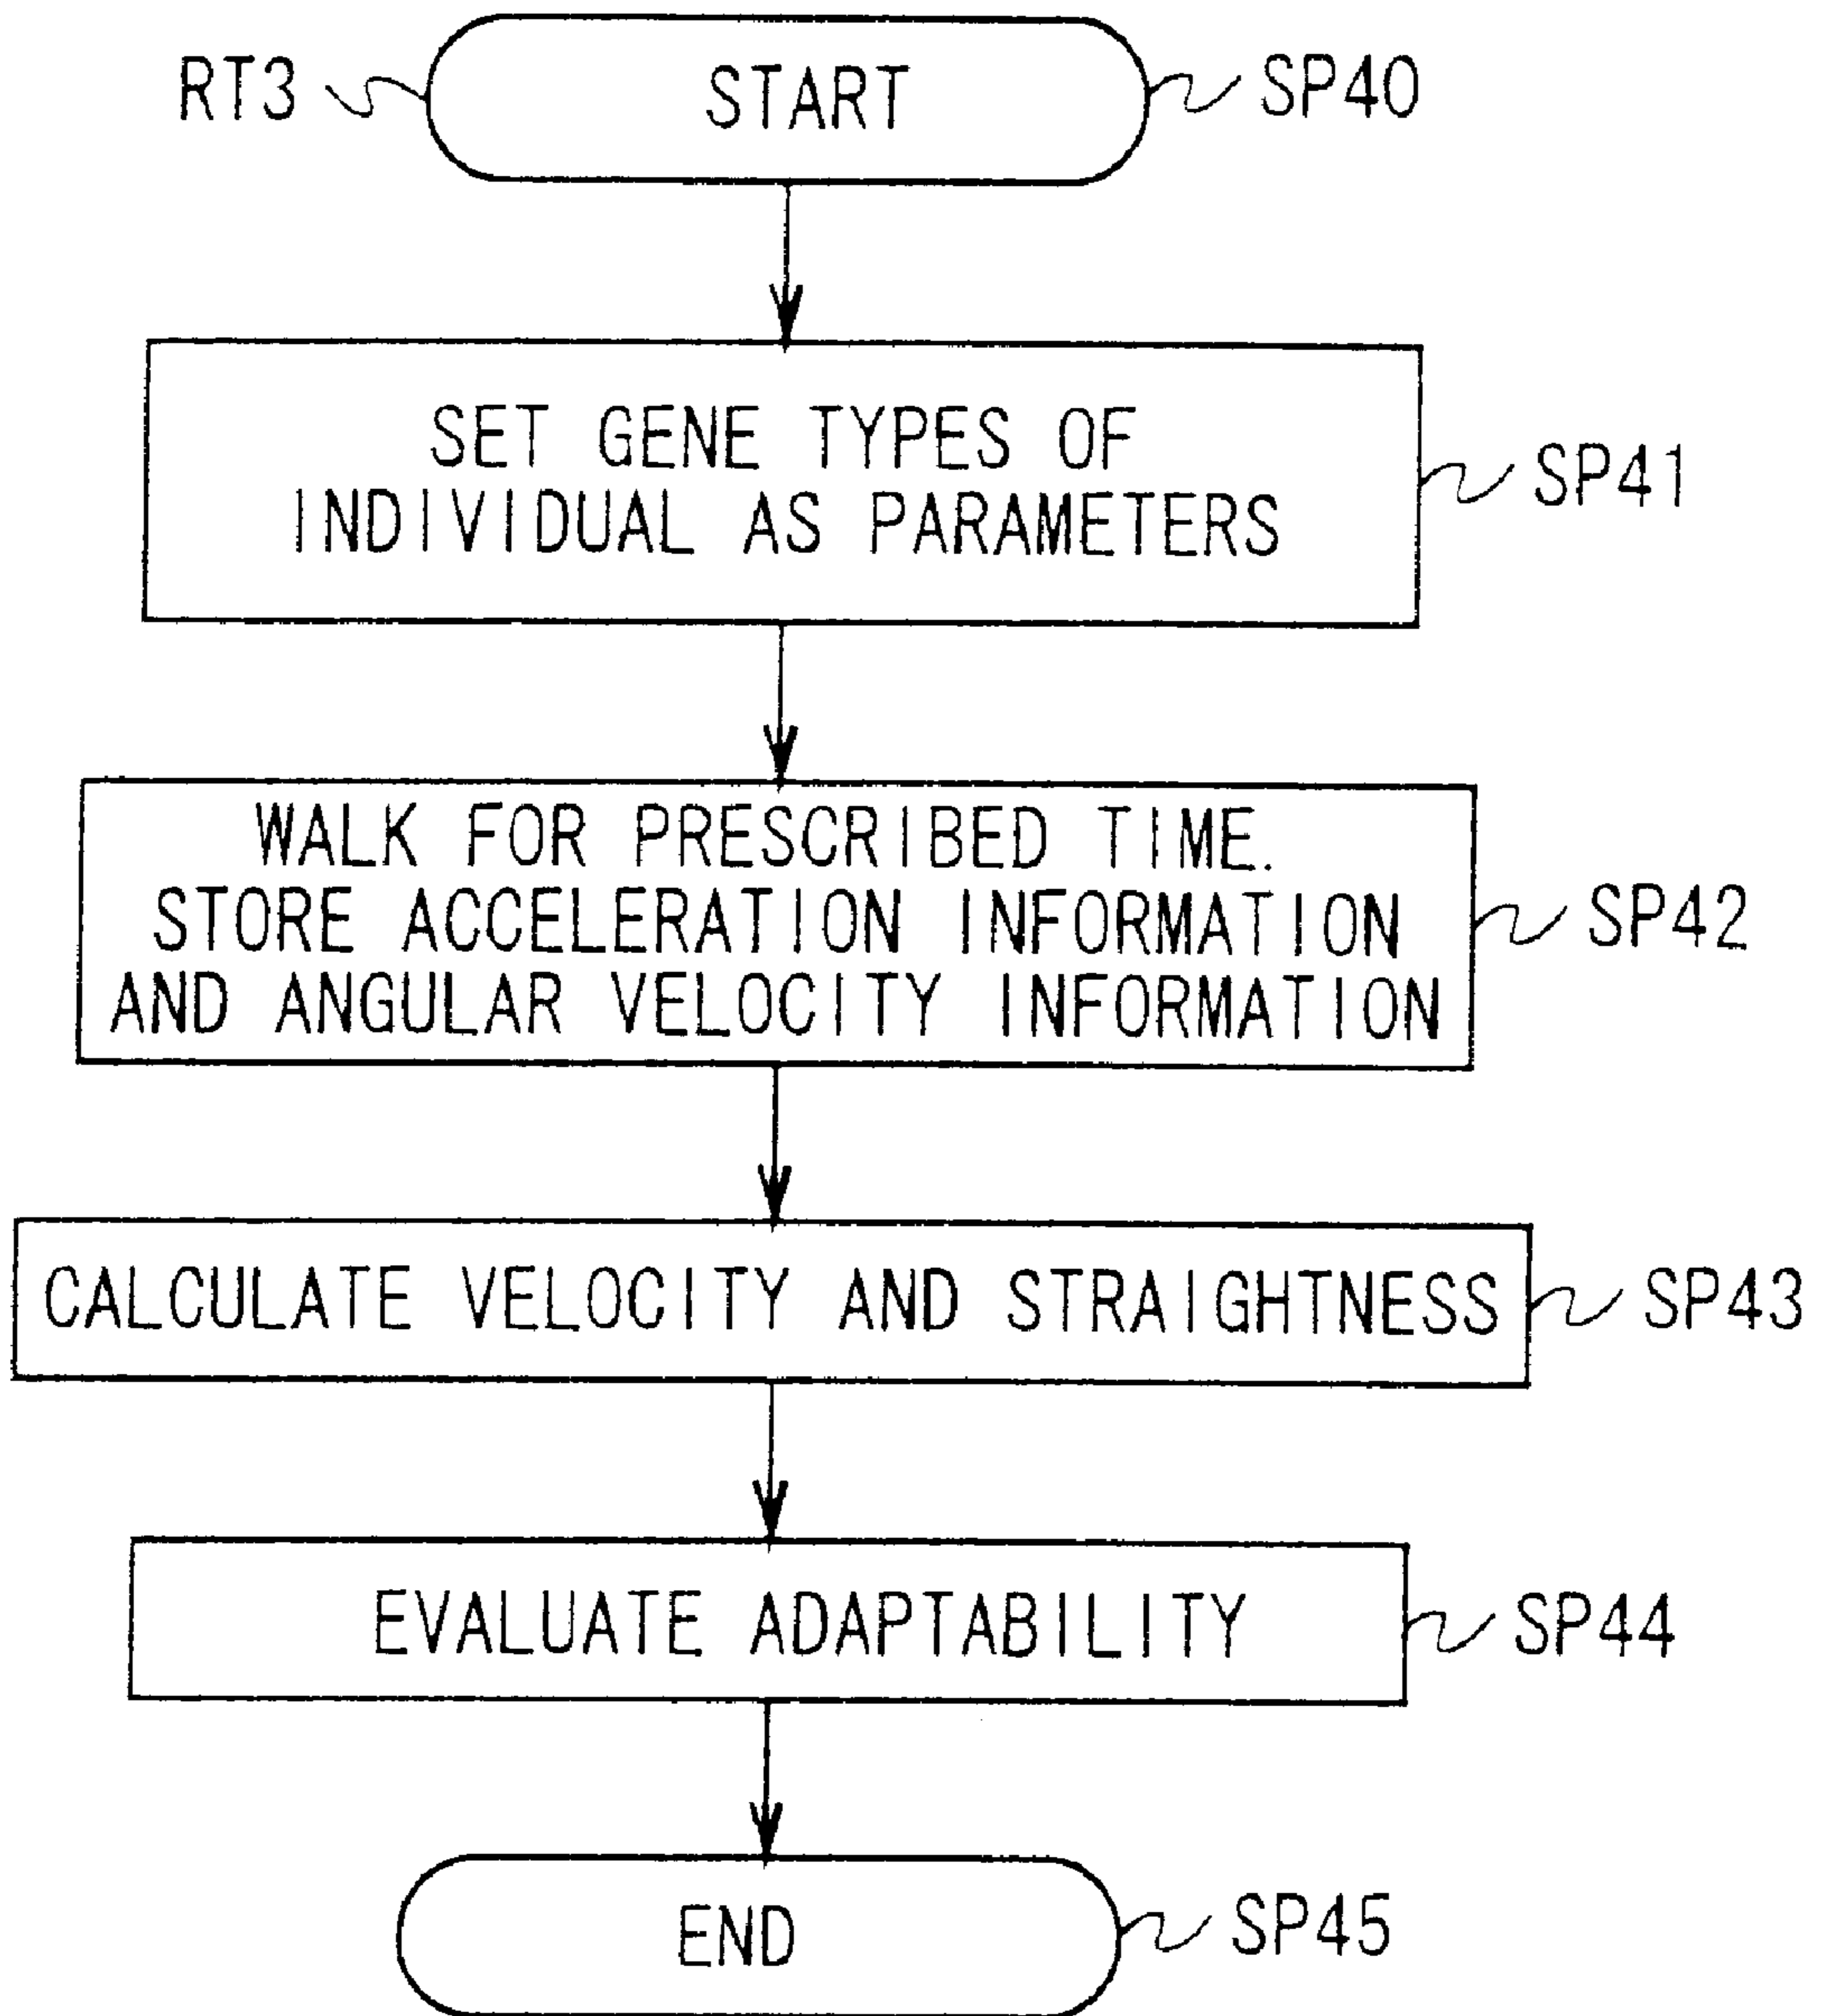 RT3 START SP40
SET GENE TYPES OF
INDIVIDUAL AS PARAMETERS
SP41
WALK FOR PRESCRIBED TIME.
STORE ACCELERATION INFORMATION
AND ANGULAR VELOCITY INFORMATION
SP42
CALCULATE VELOCITY AND STRAIGHTNESS SP43
EVALUATE ADAPTABILITY SP44
END SP45